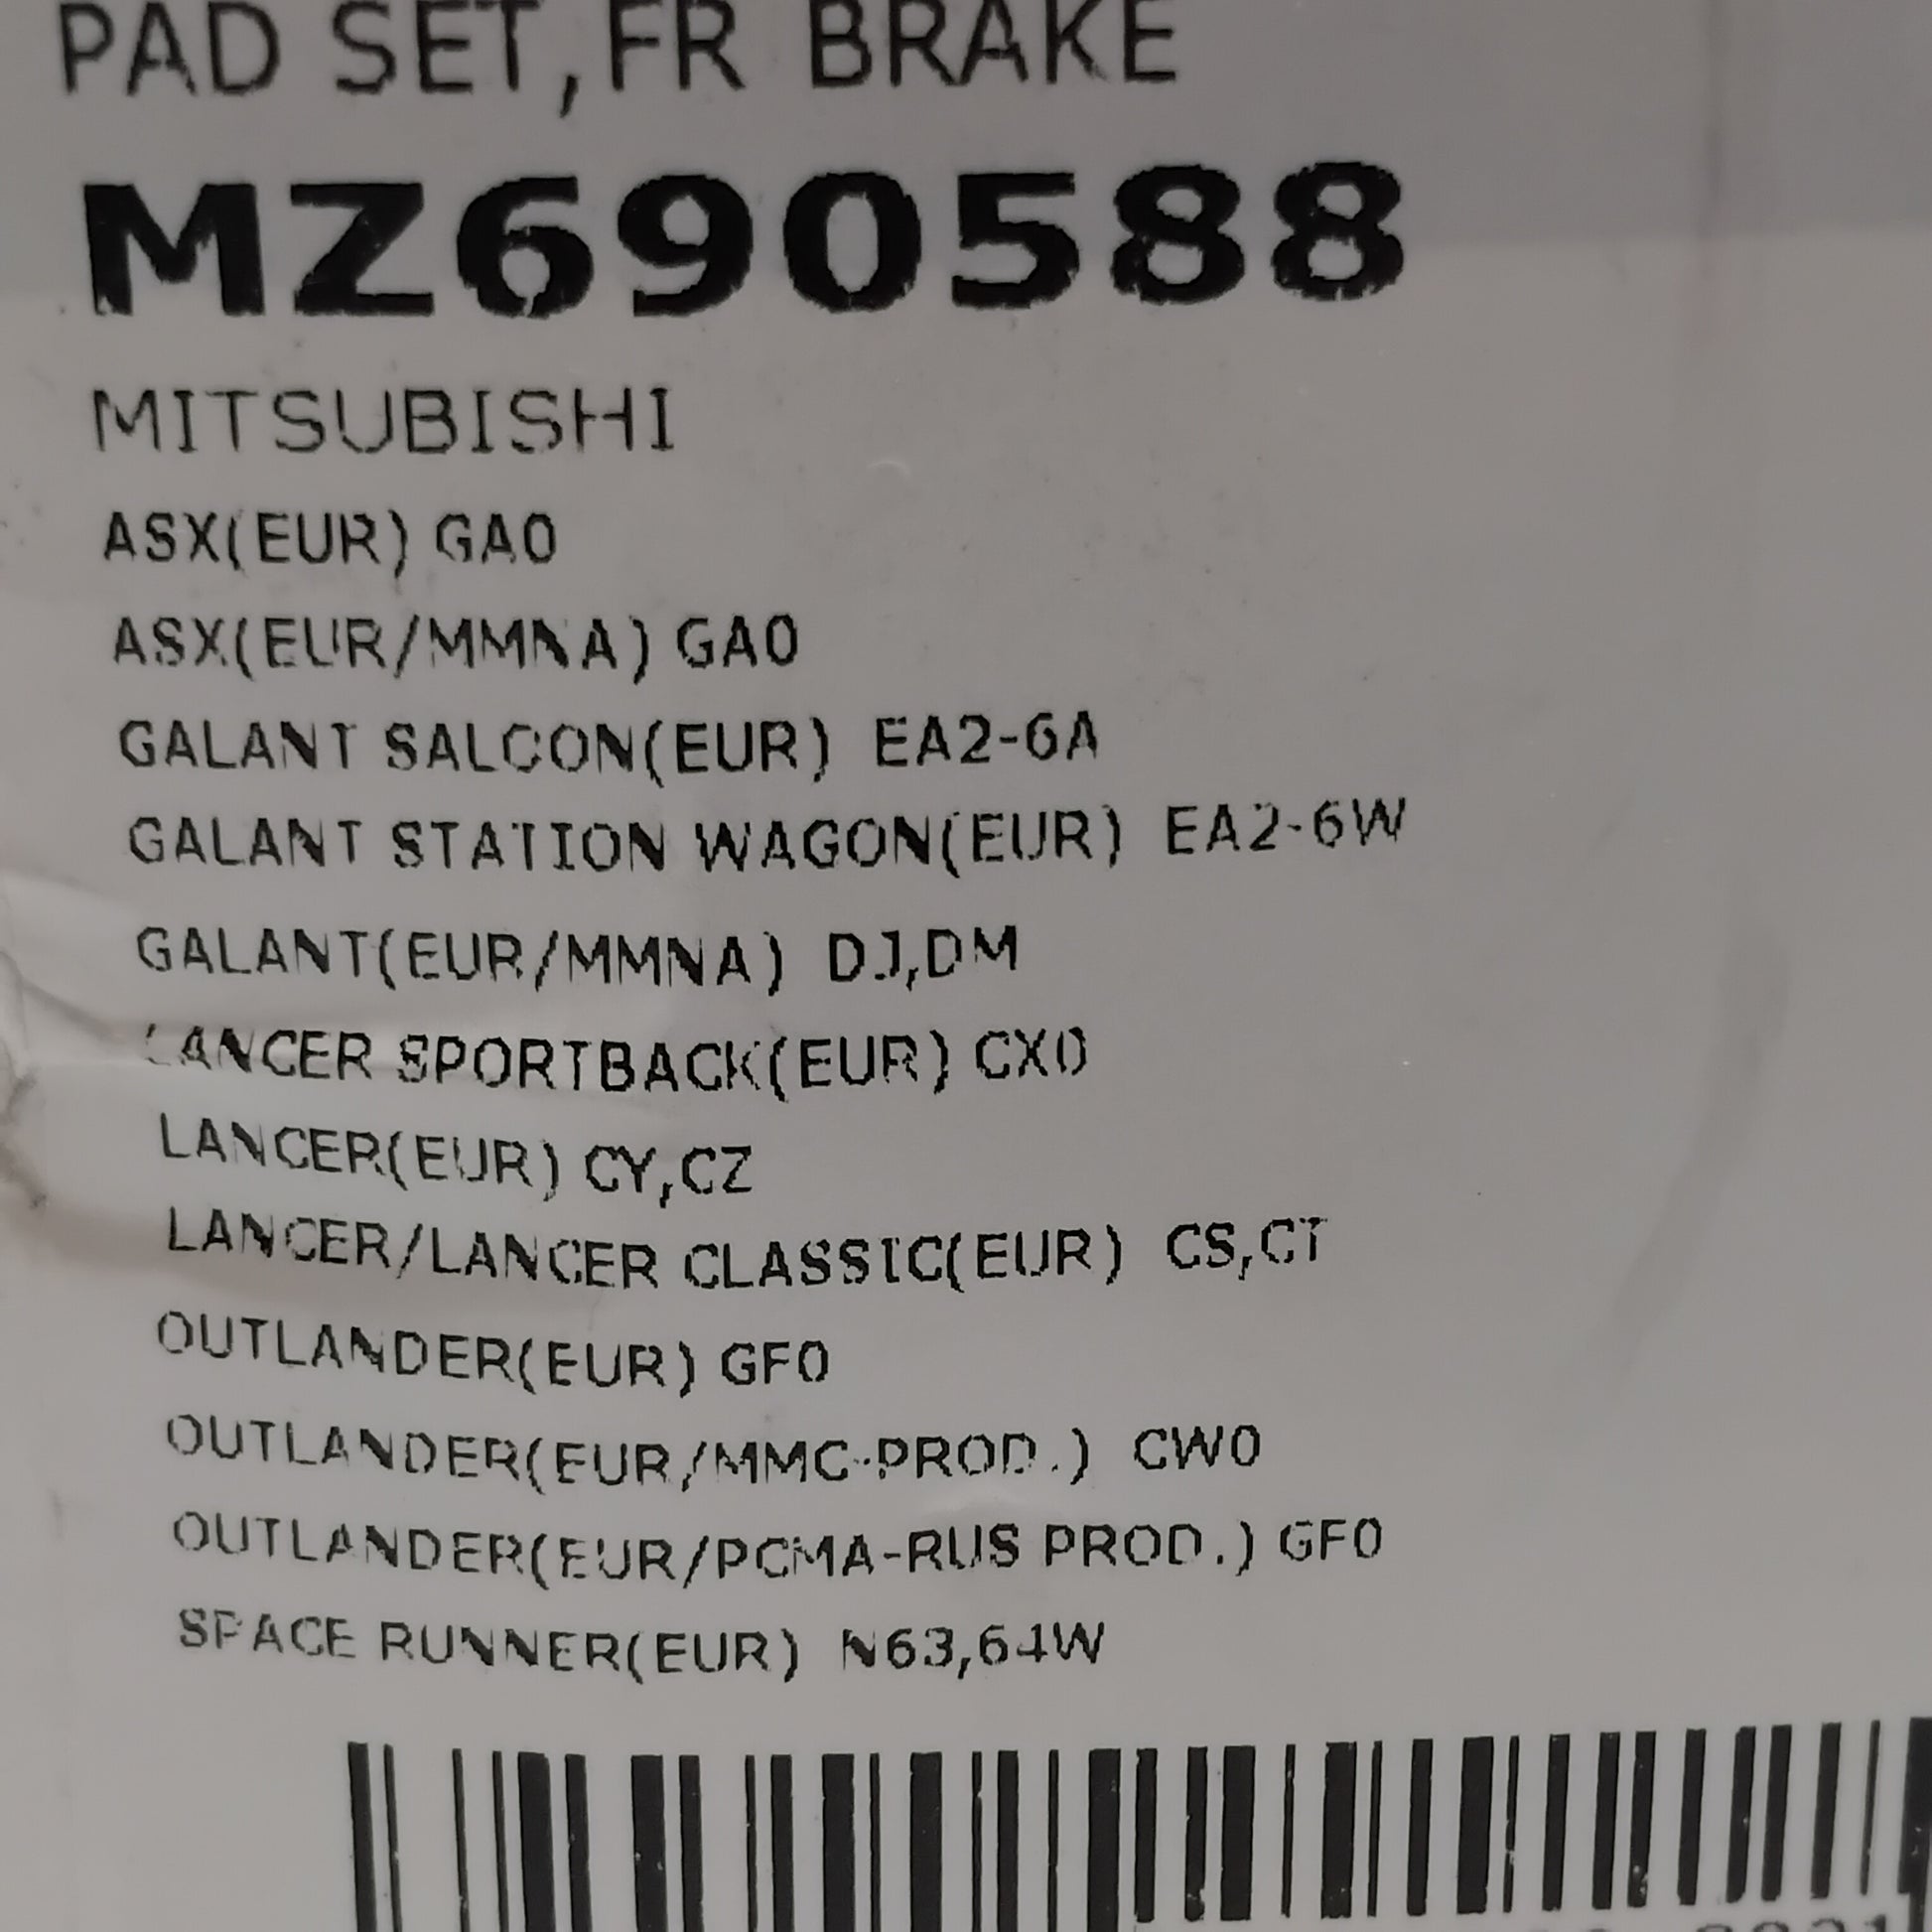 PAD SET,FR BRAKE
MZ690588
MITSUBISHI
ASX(EUR) GA0
ASX(EUR/MMNA) GA0
GALANT SALCON(EUR) EA2-6A
GALANT STATION WAGON(EUR) EA2-6W
GALANT(EUR/MMNA) DJ,DM
LANCER SPORTBACK(EUR) CX0
LANCER(EUR) CY,CZ
LANCER/LANCER CLASSIC(EUR) CS,CT
OUTLANDER(EUR) GF0
OUTLANDER(EUR/MMC-PROD.) CW0
OUTLANDER(EUR/PCMA-RUS PROD.) GF0
SPACE RUNNER(EUR) N63,64W